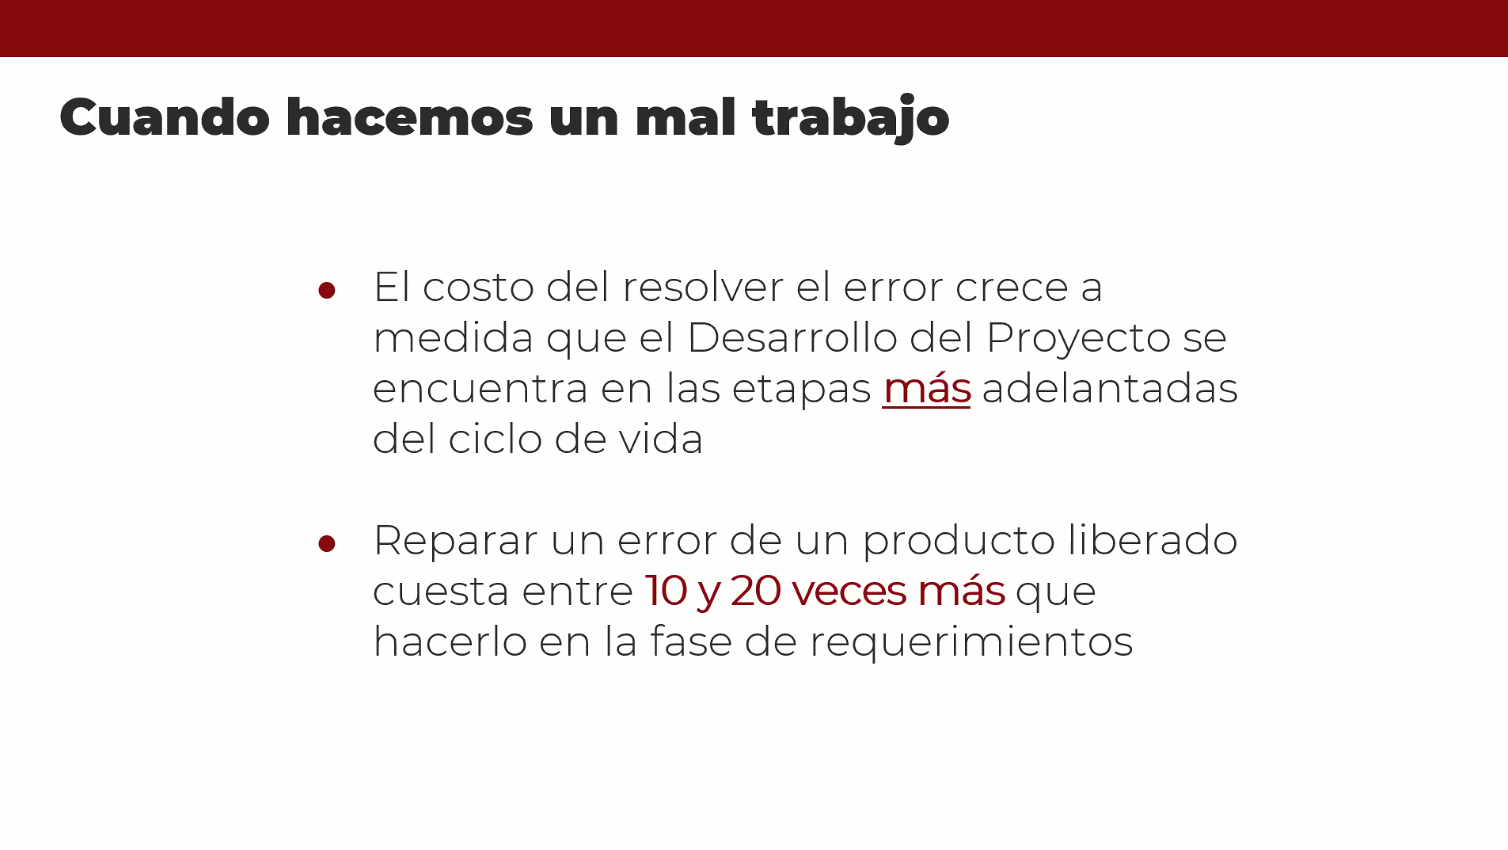 Cuando hacemos un mal trabajo
● El costo del resolver el error crece a
medida que el Desarrollo del Proyecto se
encuentra en las etapas más adelantadas
del ciclo de vida
● Reparar un error de un producto liberado
cuesta entre 10 y 20 veces más que
hacerlo en la fase de requerimientos